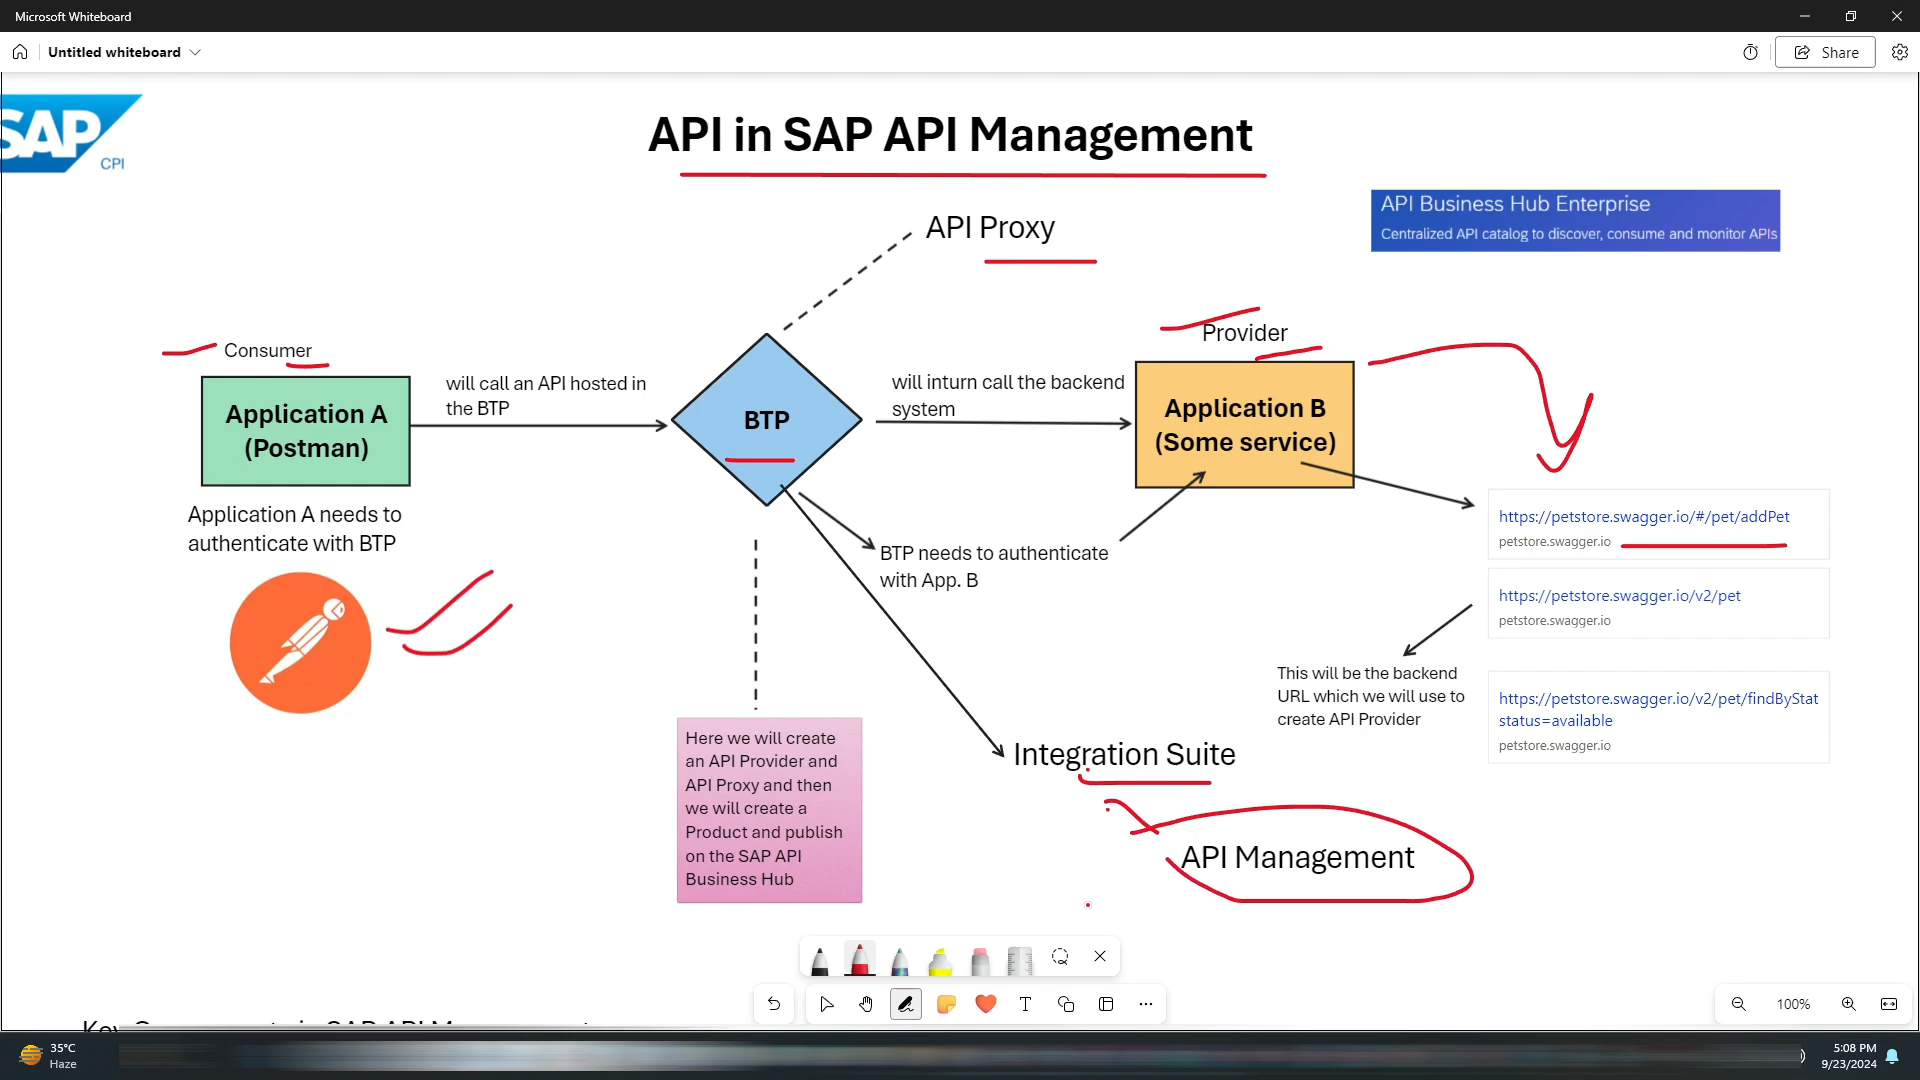 Microsoft Whiteboard
Untitled whiteboard
Share
SAP
CPI
API in SAP API Management
API Proxy
API Business Hub Enterprise
Centralized API catalog to discover, consume and monitor APIs
Consumer
Provider
Application A
(Postman)
will call an API hosted in
the BTP
BTP
will inturn call the backend
system
Application B
(Some service)
Application A needs to
authenticate with BTP
BTP needs to authenticate
with App. B
https://petstore.swagger.io/#/pet/addPet
petstore.swagger.io
https://petstore.swagger.io/v2/pet
petstore.swagger.io
This will be the backend
URL which we will use to
create API Provider
https://petstore.swagger.io/v2/pet/findByStat
status=available
petstore.swagger.io
Here we will create
an API Provider and
API Proxy and then
we will create a
Product and publish
on the SAP API
Business Hub
Integration Suite
API Management
100%
35°C
Haze
5:08 PM
9/23/2024